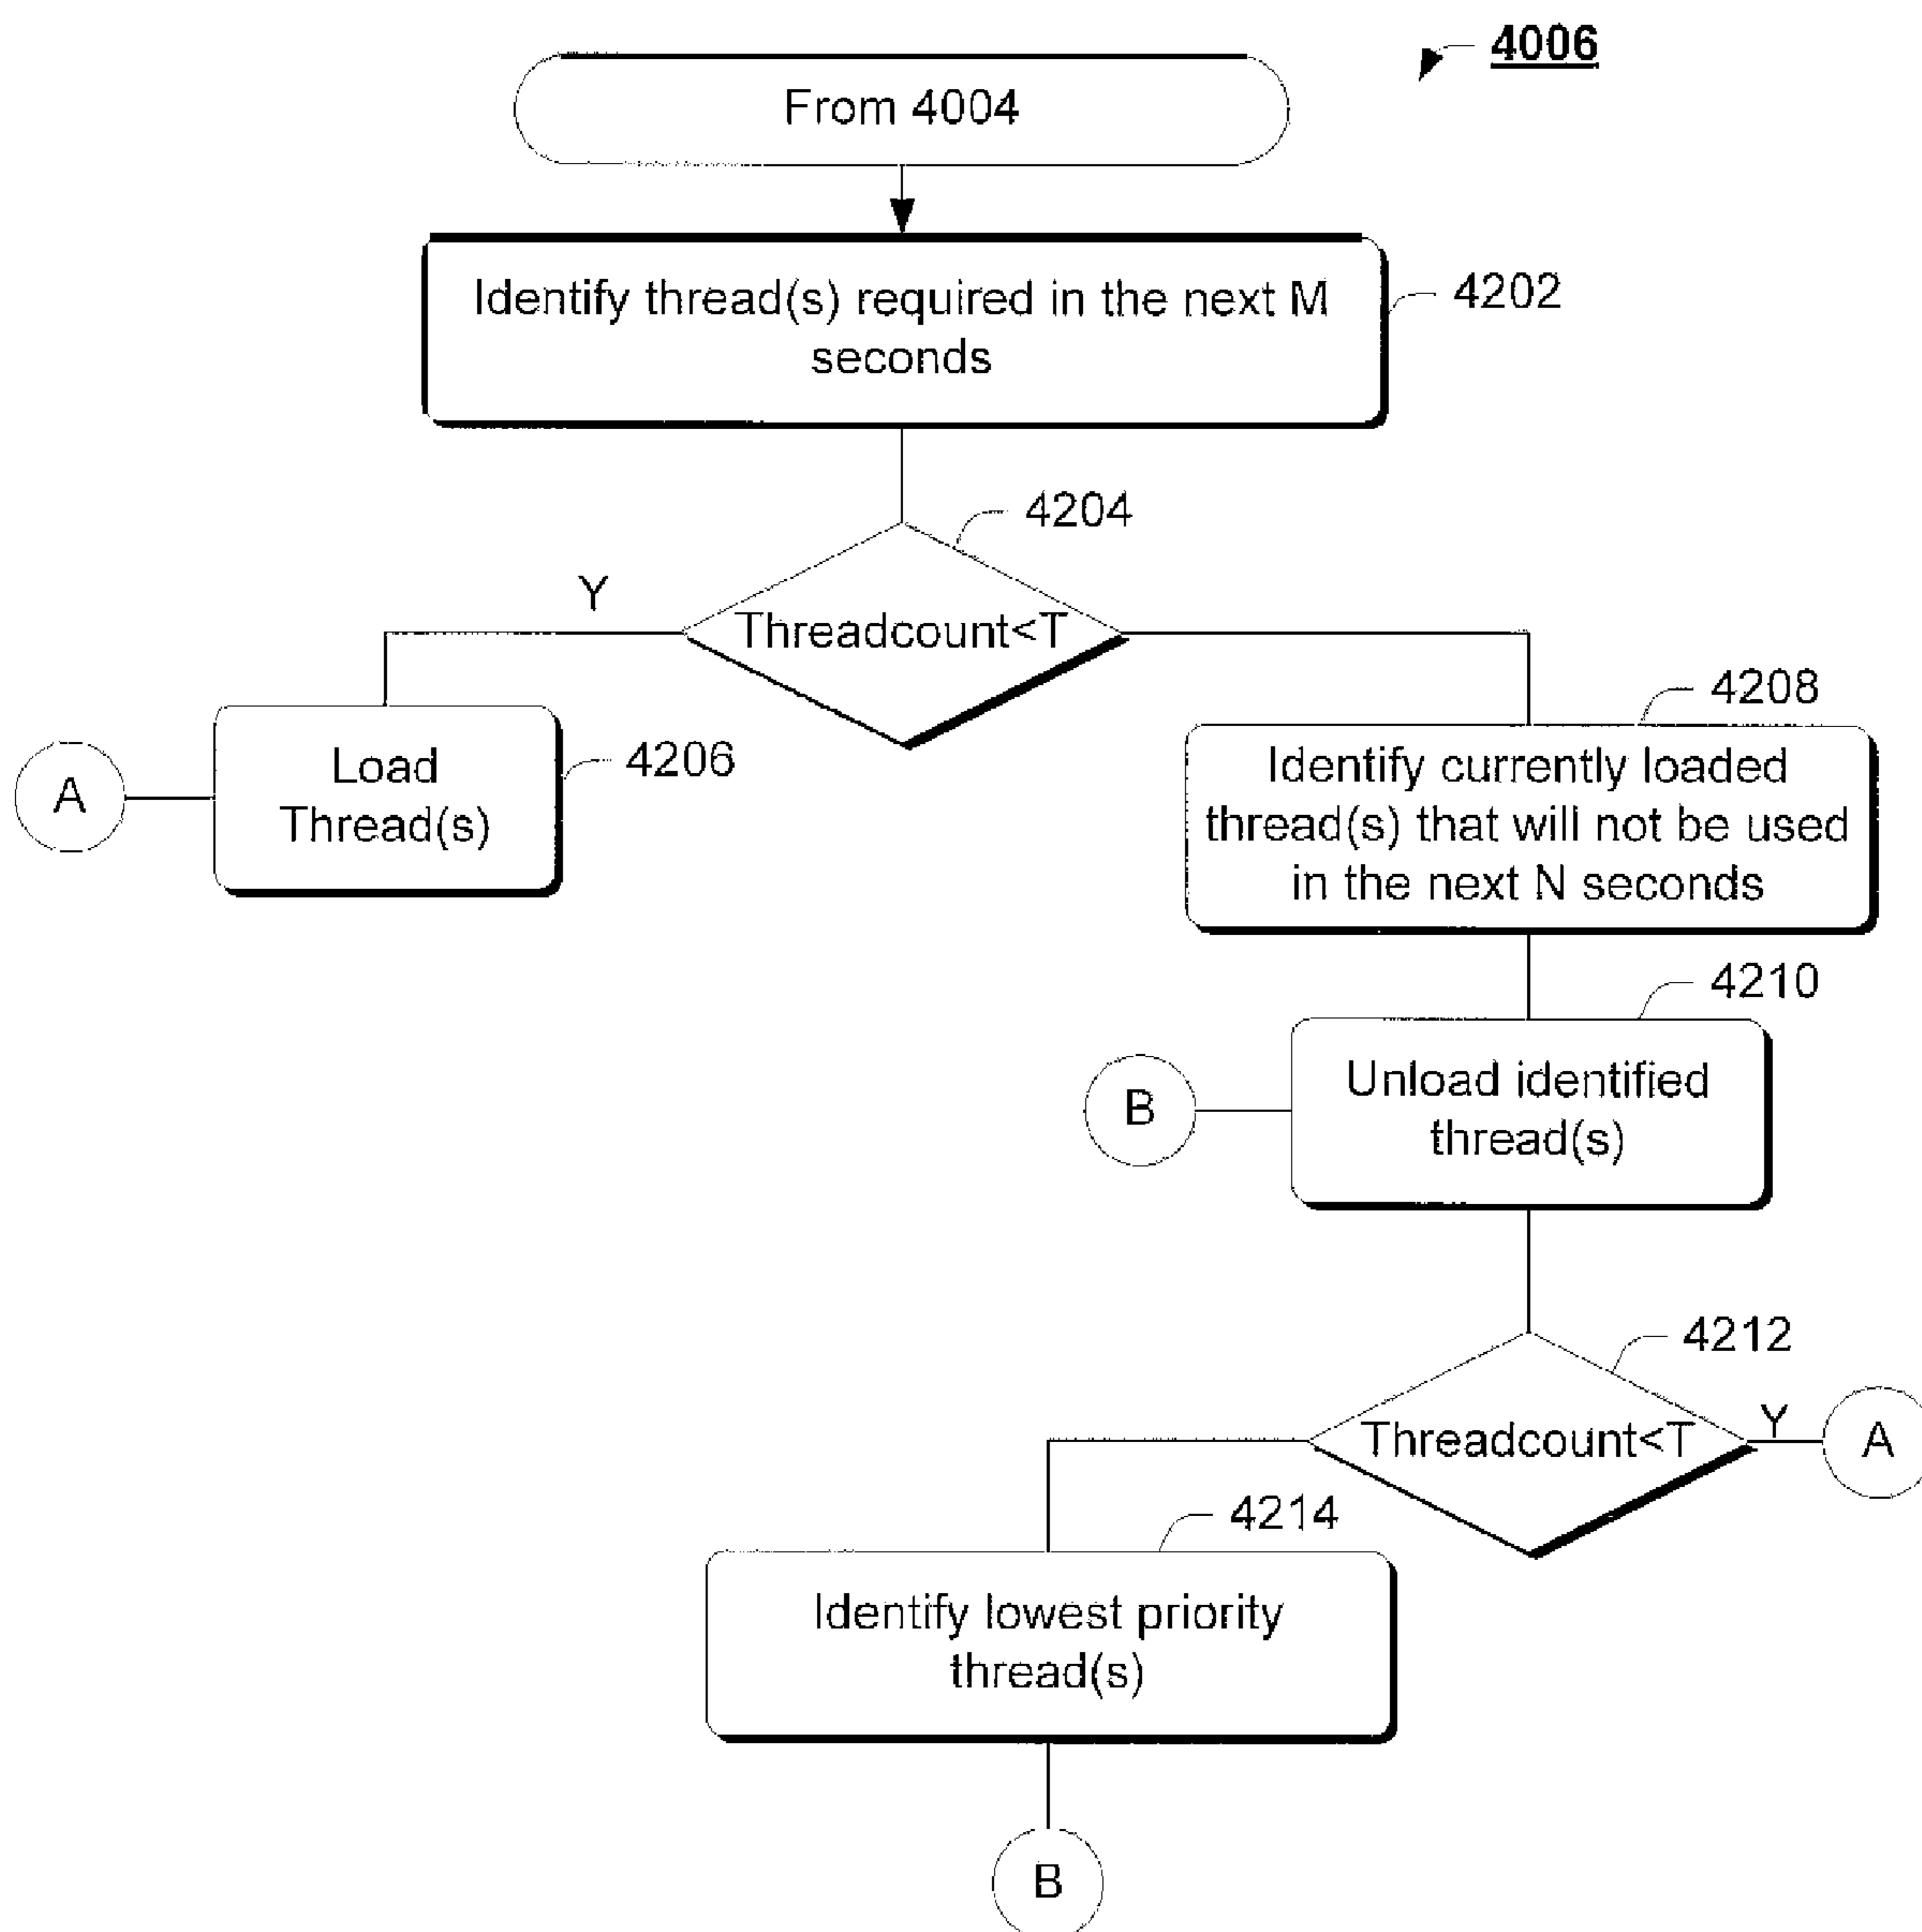 4006
From 4004
Identify thread(s) required in the next M
seconds
4202
4204
Y
Threadcount<T
4208
A
Load
Thread(s)
4206
Identify currently loaded
thread(s) that will not be used
in the next N seconds
4210
B
Unload identified
thread(s)
4212
Threadcount<T
Y
A
4214
Identify lowest priority
thread(s)
B